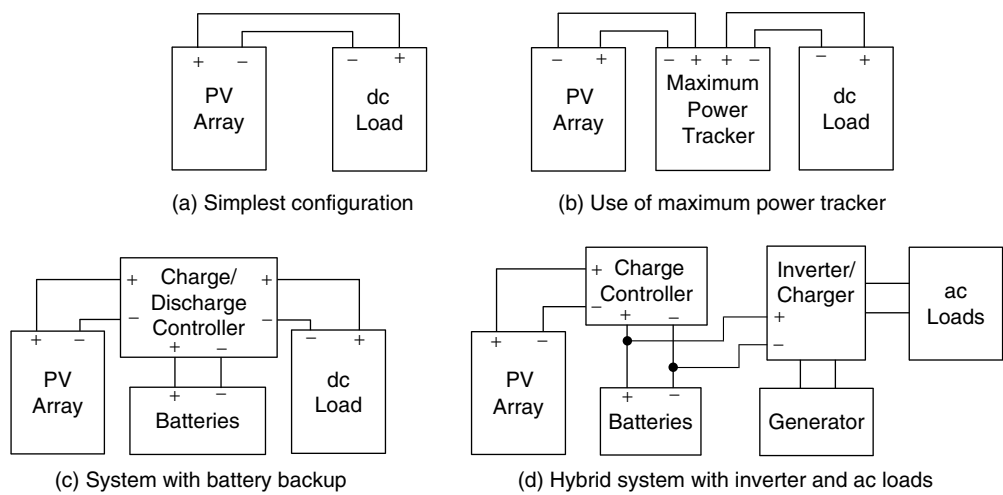 + − − +
PV
Array
dc
Load
(a) Simplest configuration
− + − + + − − +
PV
Array
Maximum
Power
Tracker
dc
Load
(b) Use of maximum power tracker
+ +
− −
Charge/
Discharge
Controller
+ −
+ −
PV
Array
+ −
Batteries
− +
dc
Load
(c) System with battery backup
+
−
Charge
Controller
+ −
+ −
PV
Array
+ −
Batteries
Inverter/
Charger
+
−
ac
Loads
Generator
(d) Hybrid system with inverter and ac loads